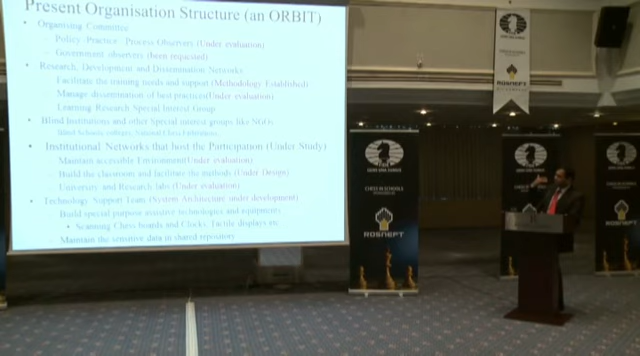 Present Organisation Structure (an ORBIT)
• Organising Committee
– Policy-Practice-Process Observers (Under evaluation)
– Government observers (been requested)
• Research, Development and Dissemination Networks
Facilitate the training needs and support (Methodology Established)
Manage dissemination of best practices(Under evaluation)
Learning Research Special Interest Group
• Blind Institutions and other Special interest groups like NGOs
Blind Schools, colleges, National Chess Federations
• Institutional Networks that host the Participation (Under Study)
Maintain accessible Environment(Under evaluation)
Build the classroom and facilitate the methods (Under Design)
University and Research labs (Under evaluation)
• Technology Support Team (System Architecture under development)
Build special purpose assistive technologies and equipments
• Scanning Chess boards and Clocks, Tactile displays etc
– Maintain the sensitive data in shared repository
ROSNEFT
CHESS IN SCHOOLS
ROSNEFT